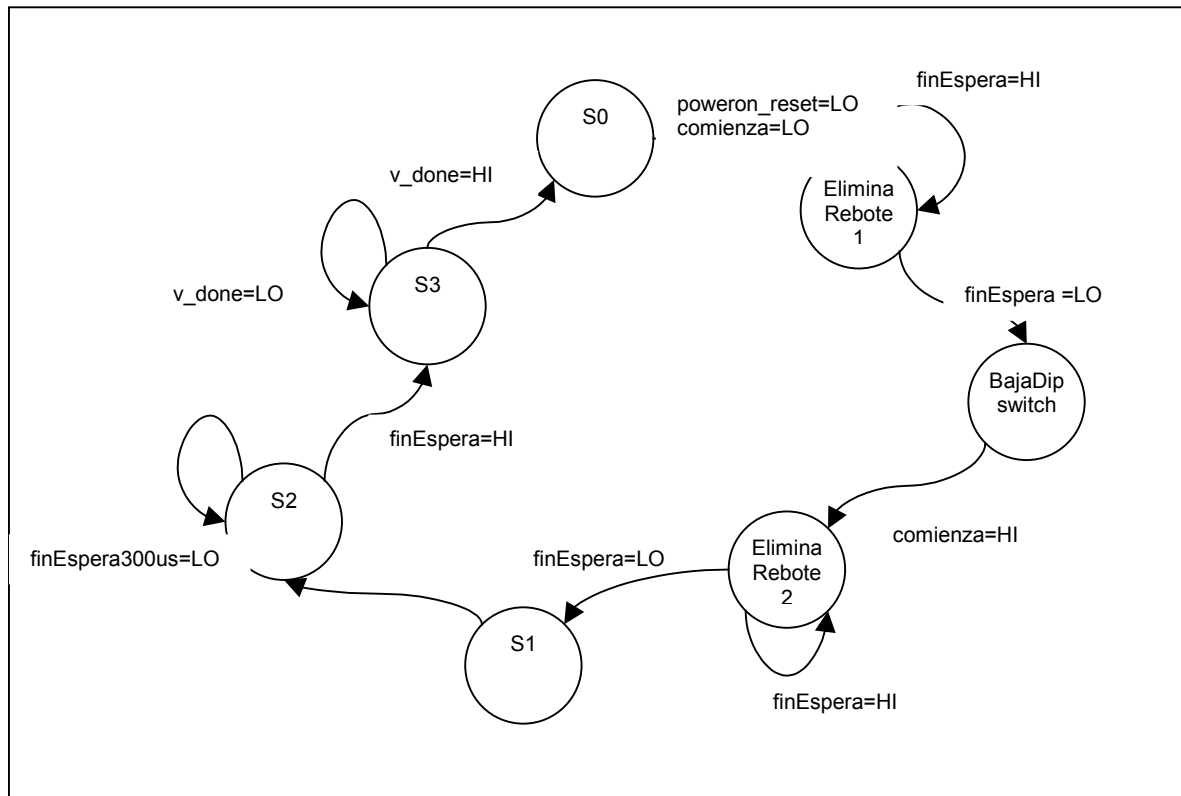 S0
poweron_reset=LO
comienza=LO
finEspera=HI
v_done=HI
Elimina
Rebote
1
S3
v_done=LO
finEspera =LO
BajaDip
switch
finEspera=HI
S2
comienza=HI
finEspera300us=LO
finEspera=LO
Elimina
Rebote
2
S1
finEspera=HI